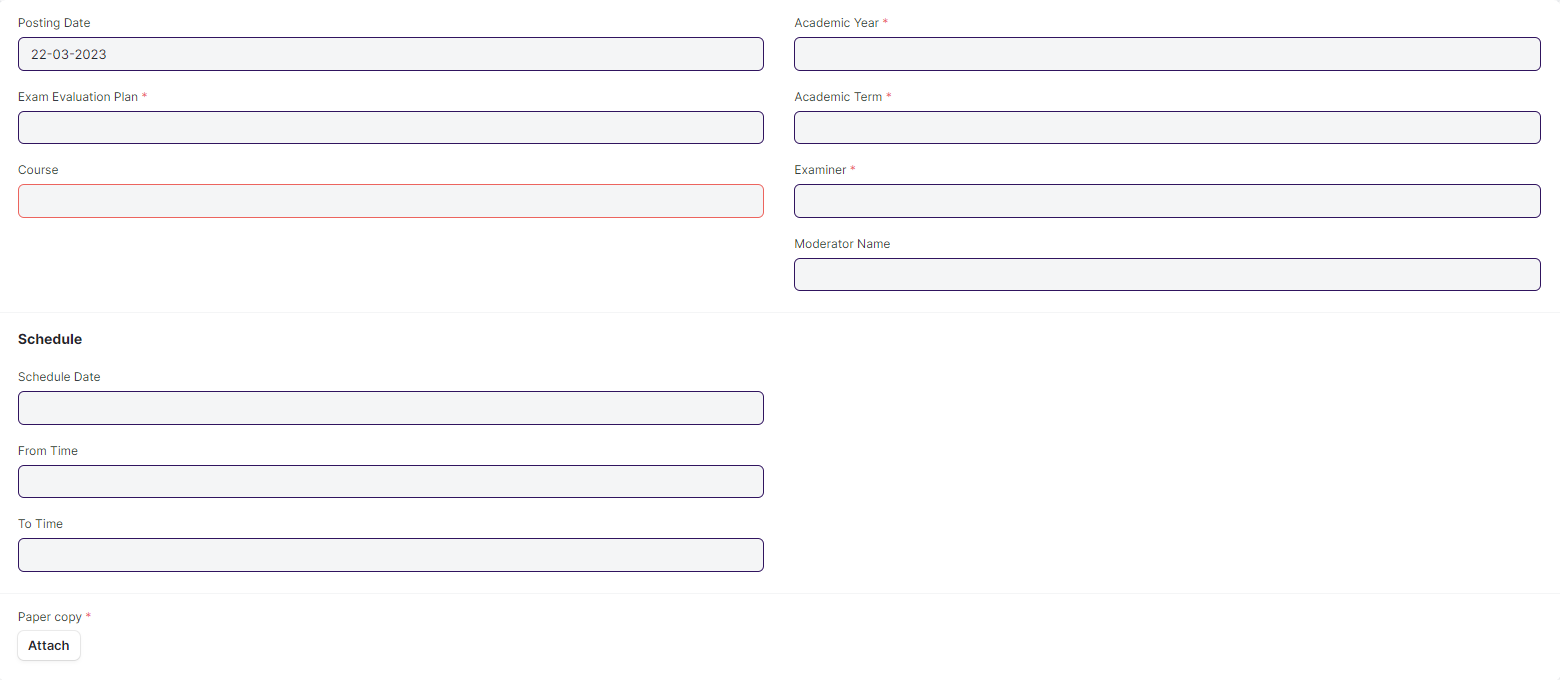 Posting Date
22-03-2023
Exam Evaluation Plan *
Course
Academic Year *
Academic Term *
Examiner *
Moderator Name
Schedule
Schedule Date
From Time
To Time
Paper copy *
Attach